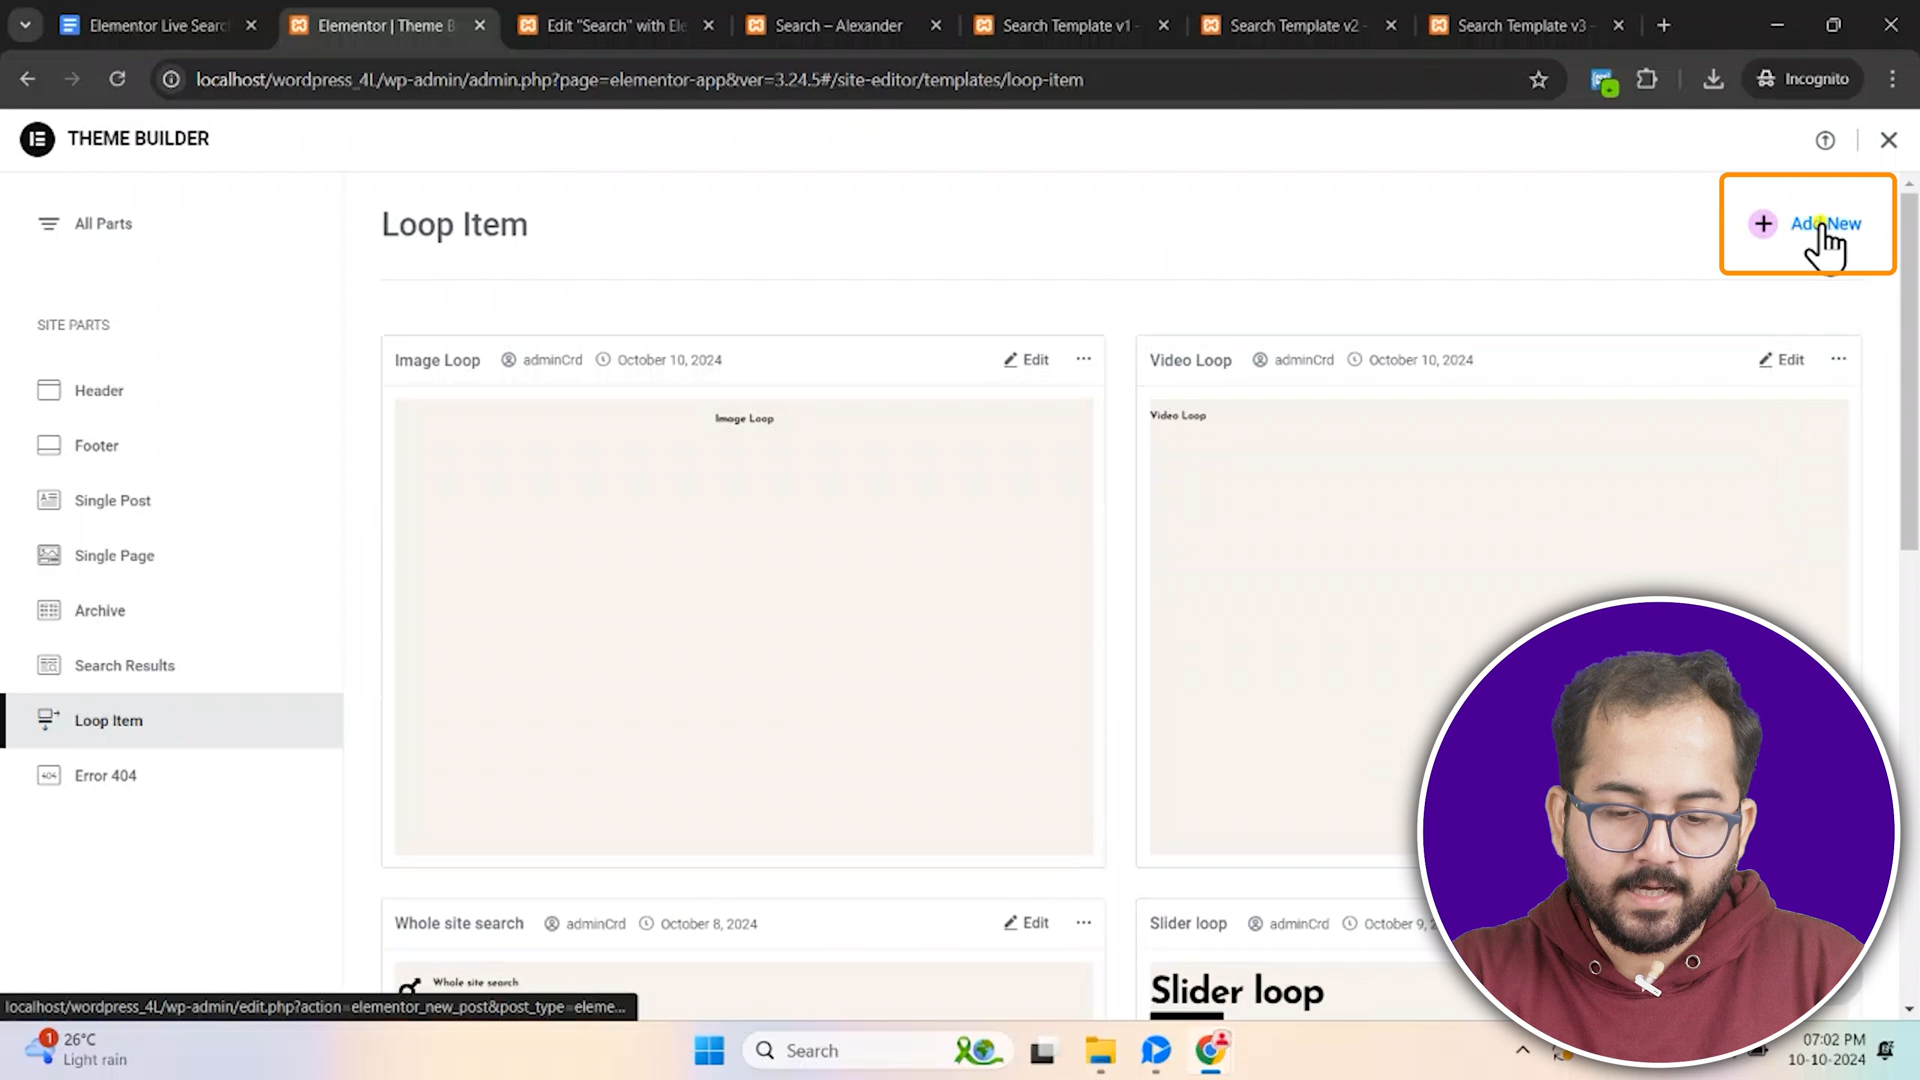 Elementor Live Searc
Elementor | Theme B
Edit "Search" with Ele
Search – Alexander
Search Template v1 -
Search Template v2 -
Search Template v3 -
localhost/wordpress_4L/wp-admin/admin.php?page=elementor-app&ver=3.24.5#/site-editor/templates/loop-item
Incognito
THEME BUILDER
All Parts
Loop Item
Add New
SITE PARTS
Header
Footer
Single Post
Single Page
Archive
Search Results
Loop Item
Error 404
Image Loop adminCrd October 10, 2024 Edit
Image Loop
Video Loop adminCrd October 10, 2024 Edit
Video Loop
Whole site search adminCrd October 8, 2024 Edit
Whole site search
Slider loop adminCrd October 9, 2
Slider loop
localhost/wordpress_4L/wp-admin/edit.php?action=elementor_new_post&post_type=eleme...
1
26°C
Light rain
Search
07:02 PM
10-10-2024